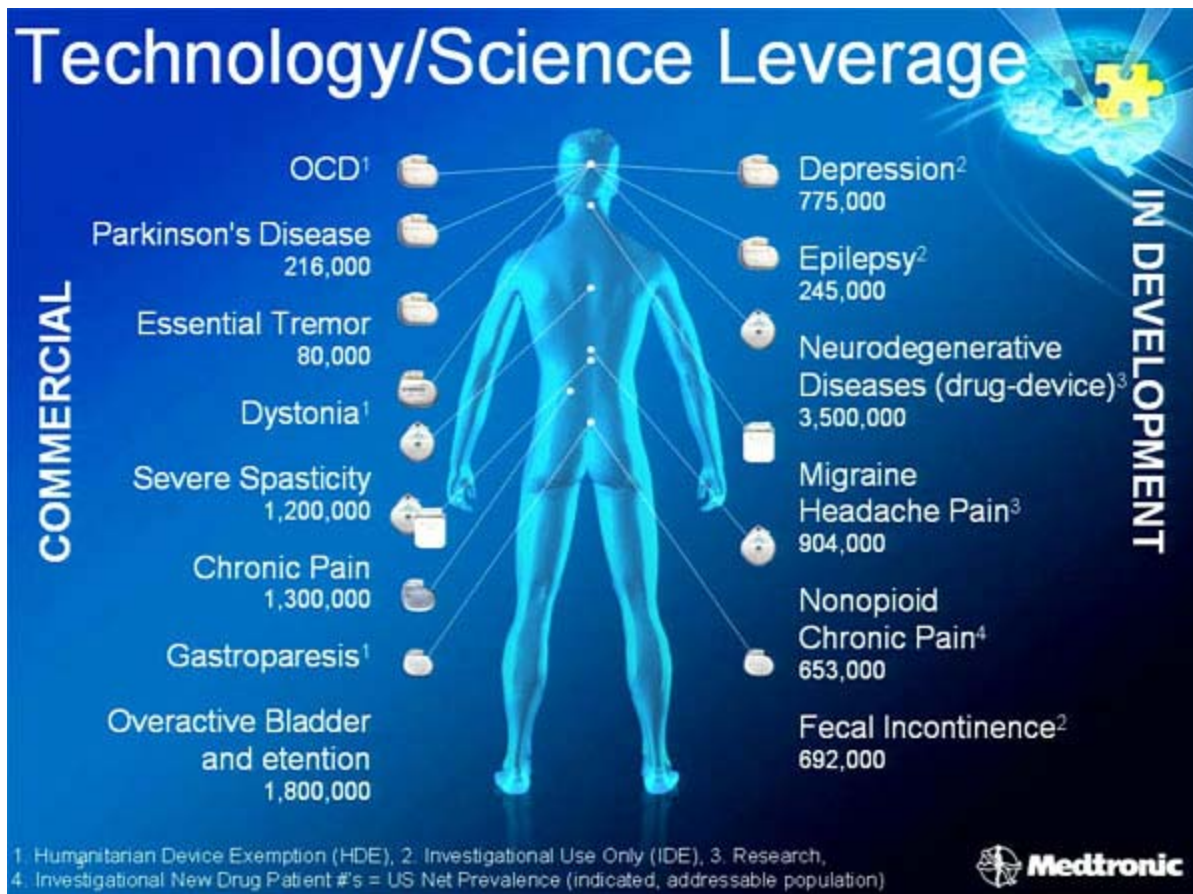 Technology/Science Leverage
COMMERCIAL
OCD1
Parkinson's Disease
216,000
Essential Tremor
80,000
Dystonia1
Severe Spasticity
1,200,000
Chronic Pain
1,300,000
Gastroparesis1
Overactive Bladder
and etention
1,800,000
IN DEVELOPMENT
Depression2
775,000
Epilepsy2
245,000
Neurodegenerative
Diseases (drug-device)3
3,500,000
Migraine
Headache Pain3
904,000
Nonopioid
Chronic Pain4
653,000
Fecal Incontinence2
692,000
1. Humanitarian Device Exemption (HDE), 2. Investigational Use Only (IDE), 3. Research,
4. Investigational New Drug Patient #'s = US Net Prevalence (indicated, addressable population)
Medtronic